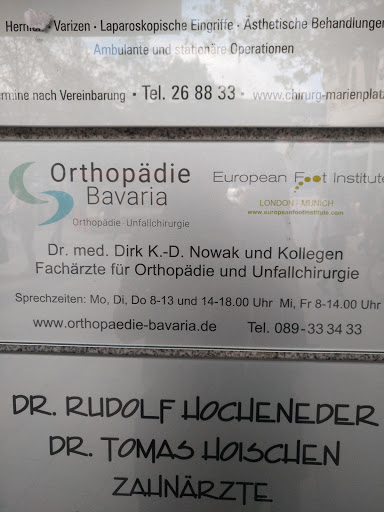 Varizen · Laparoskopische Eingriffe · Ästhetische Behandlungen
Ambulante und stationäre Operationen
nach Vereinbarung · Tel. 26 88 33 · www.chirurg-marienplatz
Orthopädie
Bavaria
Orthopädie · Unfallchirurgie
European Foot Institute
LONDON - MUNICH
www.europeanfootinstitute.com
Dr. med. Dirk K.-D. Nowak und Kollegen
Fachärzte für Orthopädie und Unfallchirurgie
Sprechzeiten: Mo, Di, Do 8-13 und 14-18.00 Uhr Mi, Fr 8-14.00 Uhr
www.orthopaedie-bavaria.de Tel. 089-33 34 33
DR. RUDOLF HOCHENEDER
DR. TOMAS HOISCHEN
ZAHNÄRZTE